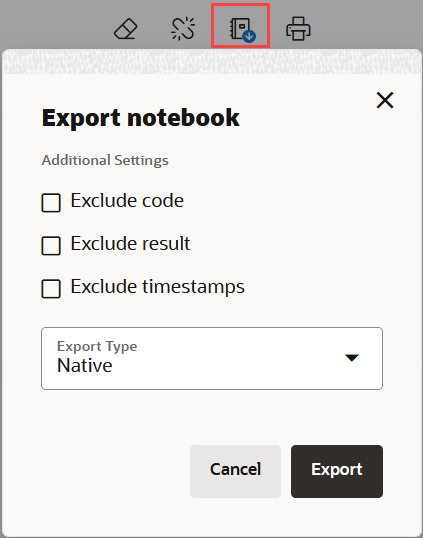 Export notebook
Additional Settings
Exclude code
Exclude result
Exclude timestamps
Export Type
Native
Cancel Export